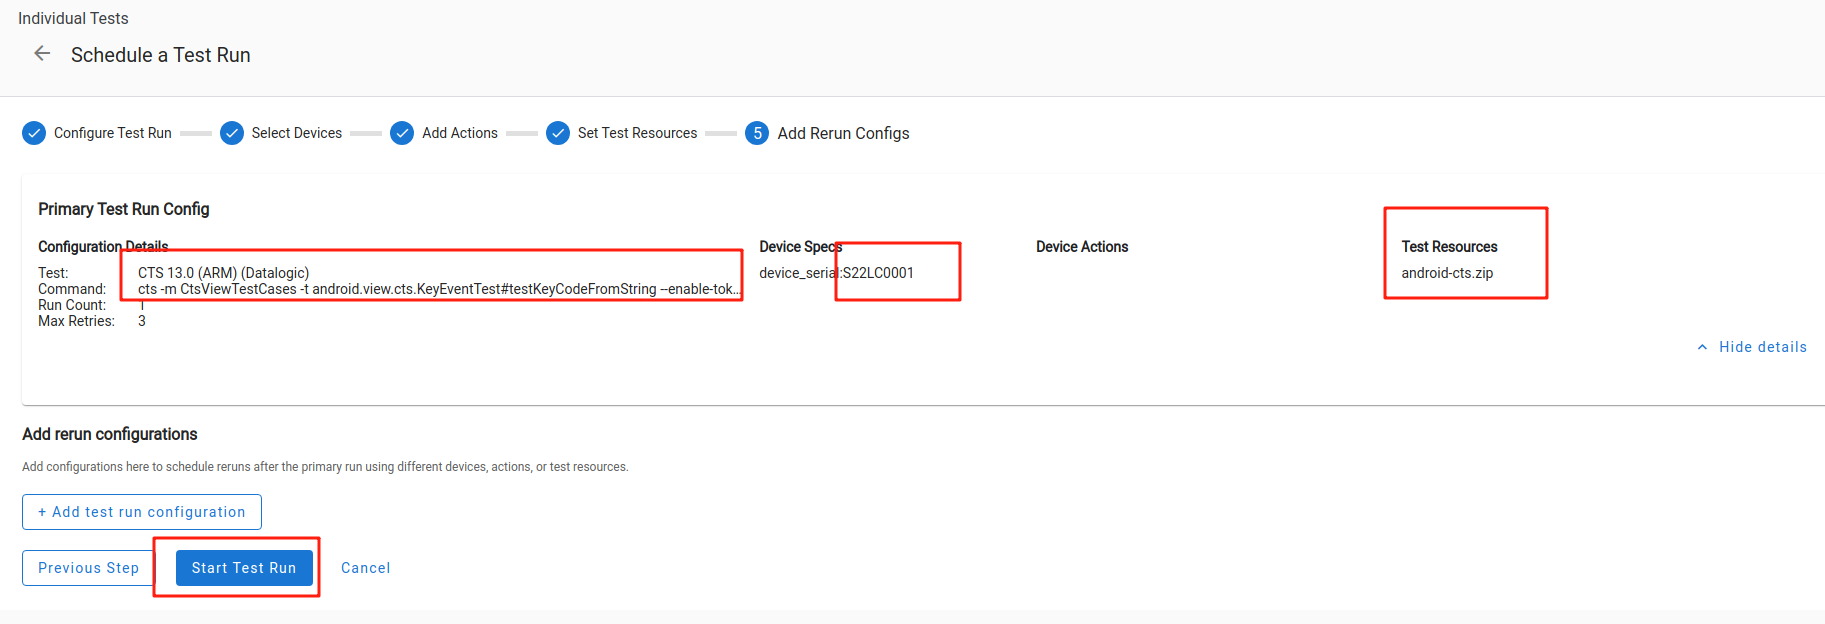 Individual Tests
Schedule a Test Run
Configure Test Run Select Devices Add Actions Set Test Resources 5 Add Rerun Configs
Primary Test Run Config
Configuration Details Device Specs Device Actions Test Resources
Test: CTS 13.0 (ARM) (Datalogic) device_serial:S22LC0001 android-cts.zip
Command: cts -m CtsViewTestCases -t android.view.cts.KeyEventTest#testKeyCodeFromString --enable-tok...
Run Count: 1
Max Retries: 3
Hide details
Add rerun configurations
Add configurations here to schedule reruns after the primary run using different devices, actions, or test resources.
+ Add test run configuration
Previous Step Start Test Run Cancel